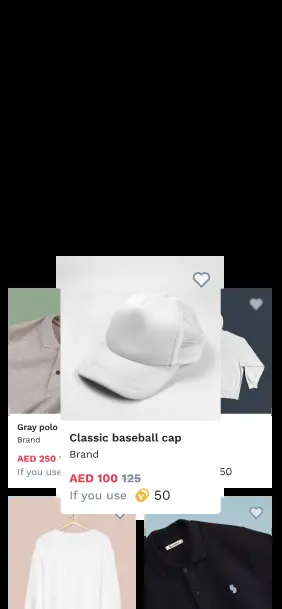 Classic baseball cap
Brand
AED 100 125
If you use 50
Gray polo
Brand
AED 250
If you use
50